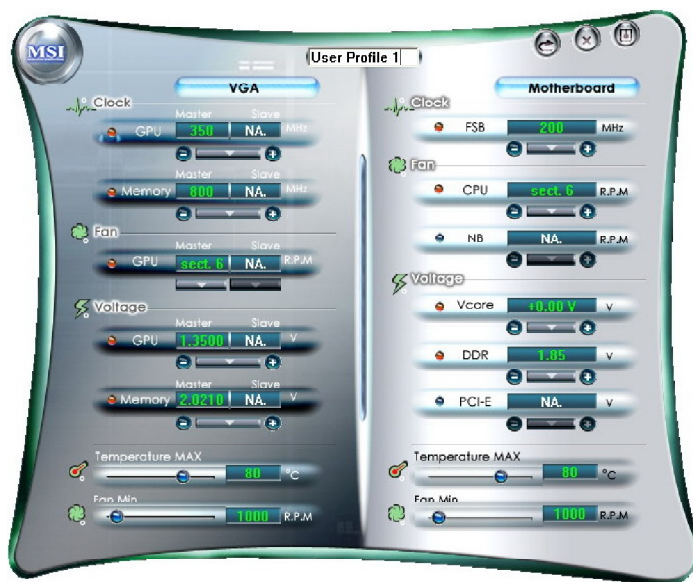 MSI
User Profile 1
VGA
Clock
Master Slave
GPU 350 NA. MHz
Master Slave
Memory 800 NA. MHz
Fan
Master Slave
GPU sect. 6 NA. R.P.M
Voltage
Master Slave
GPU 1.3500 NA. V
Master Slave
Memory 2.0210 NA. V
Temperature MAX
80 °C
Fan Min
1000 R.P.M
Motherboard
Clock
FSB 200 MHz
Fan
CPU sect. 6 R.P.M
NB NA. R.P.M
Voltage
Vcore +0.00 V V
DDR 1.85 V
PCI-E NA. V
Temperature MAX
80 °C
Fan Min
1000 R.P.M